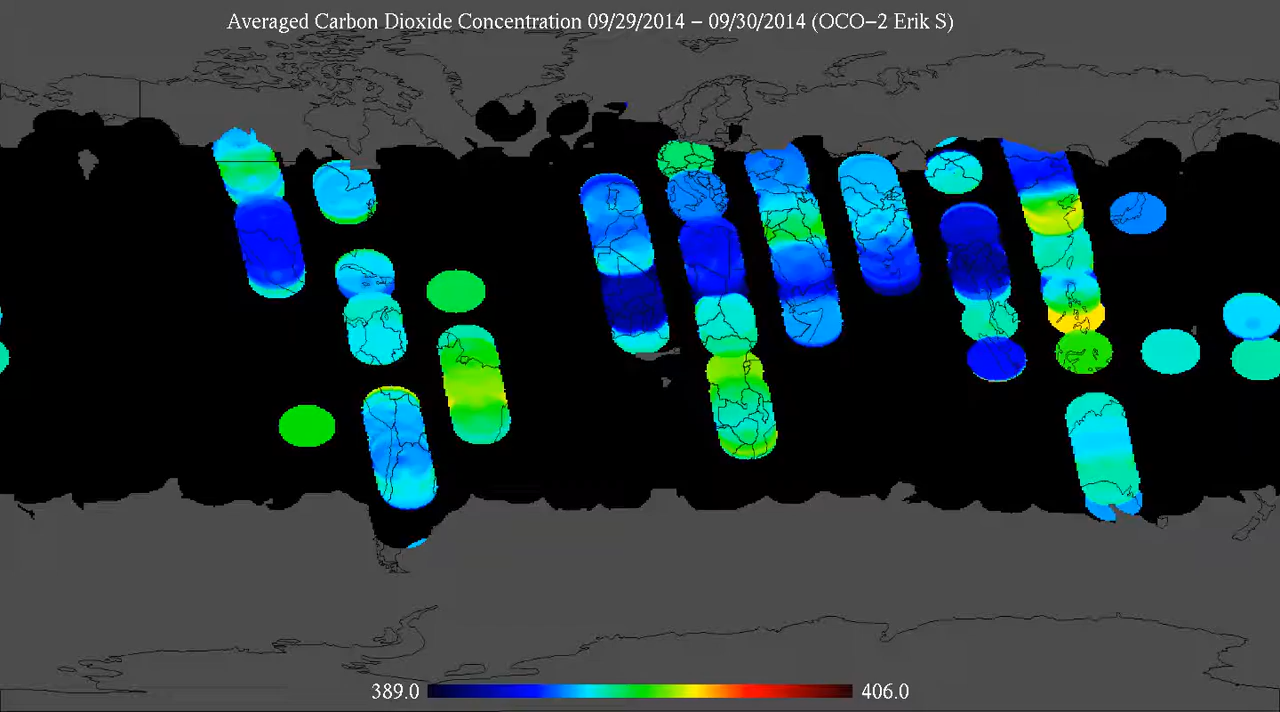 Averaged Carbon Dioxide Concentration 09/29/2014 – 09/30/2014 (OCO–2 Erik S)
389.0 406.0